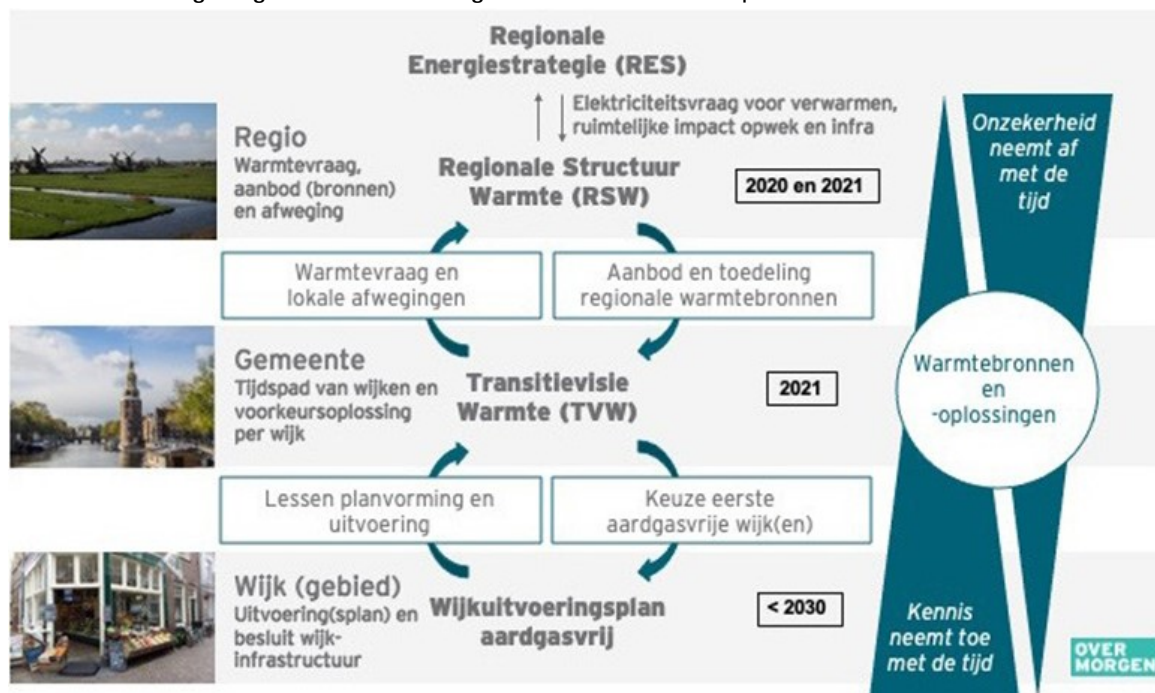 Regionale
Energiestrategie (RES)
Elektriciteitsvraag voor verwarmen,
ruimtelijke impact opwek en infra
Regio
Warmtevraag,
aanbod (bronnen)
en afweging
Regionale Structuur
Warmte (RSW)
2020 en 2021
Onzekerheid
neemt af
met de
tijd
Warmtevraag en
lokale afwegingen
Aanbod en toedeling
regionale warmtebronnen
Gemeente
Tijdspad van wijken en
voorkeursoplossing
per wijk
Transitievisie
Warmte (TVW)
2021
Warmtebronnen
en
-oplossingen
Lessen planvorming en
uitvoering
Keuze eerste
aardgasvrije wijk(en)
Wijk (gebied)
Uitvoering(splan) en
besluit wijk-
infrastructuur
Wijkuitvoeringsplan
aardgasvrij
< 2030
Kennis
neemt toe
met de tijd
OVER
MORGEN